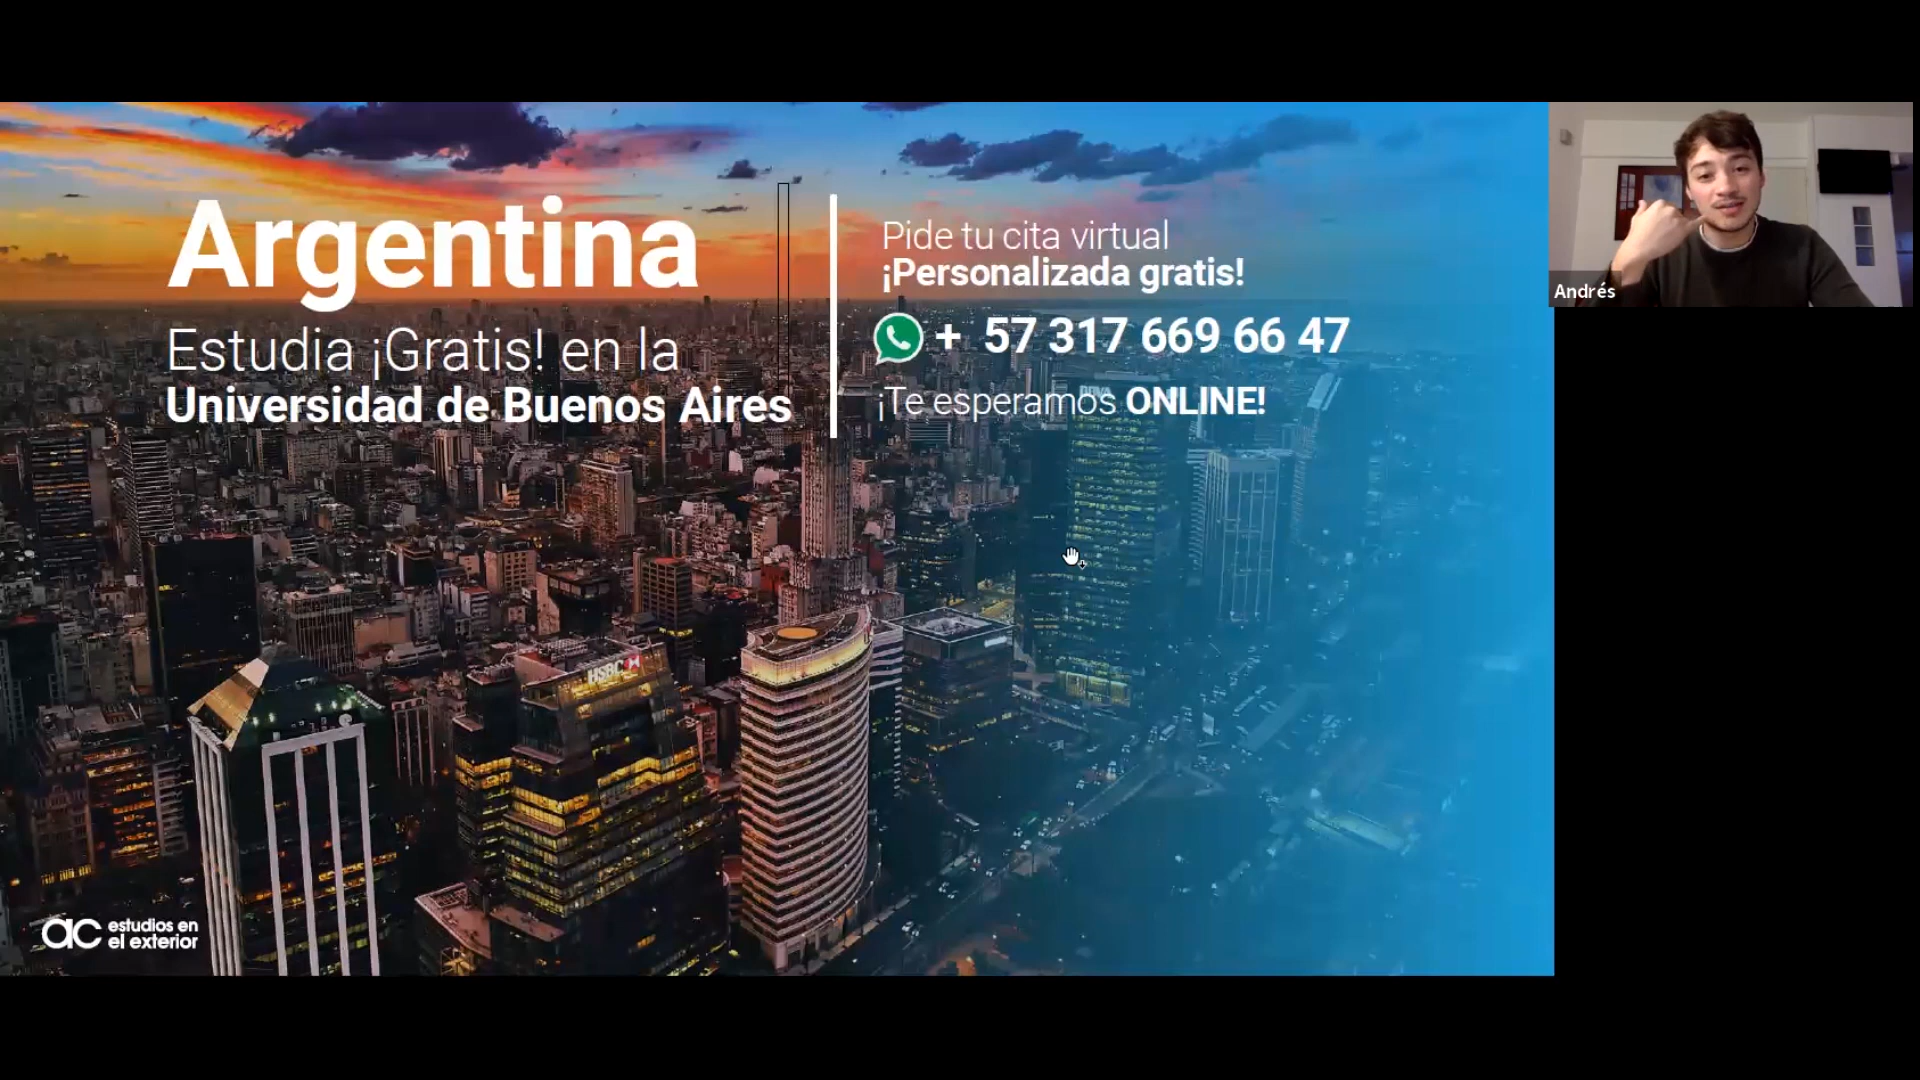 Argentina
Estudia ¡Gratis! en la
Universidad de Buenos Aires
Pide tu cita virtual
¡Personalizada gratis!
+ 57 317 669 66 47
¡Te esperamos ONLINE!
Andrés
BBVA
HSBC
ac estudios en
el exterior